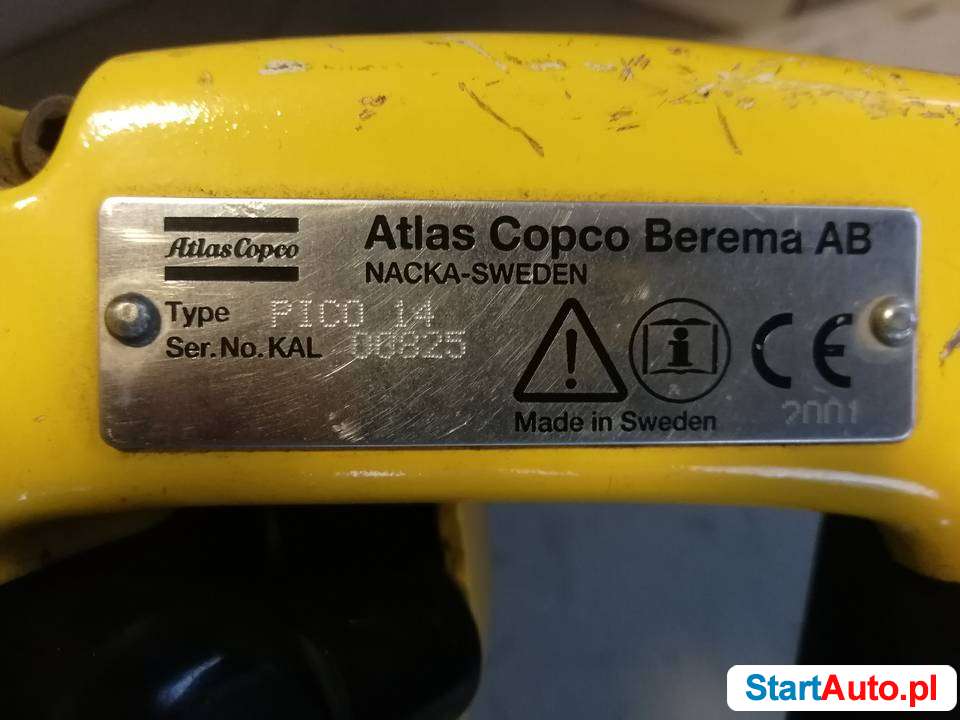 Atlas Copco
Atlas Copco Berema AB
NACKA-SWEDEN
Type PICO 14
Ser. No. KAL 00825
Made in Sweden
CE
2001
StartAuto.pl